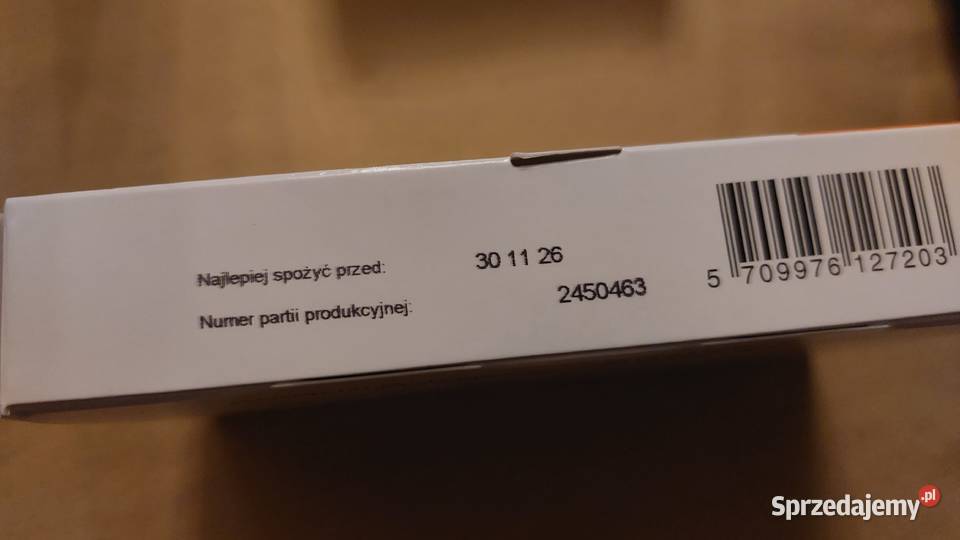 Najlepiej spożyć przed: 30 11 26
Numer partii produkcyjnej: 2450463
5 709976 127203
Sprzedajemy.pl